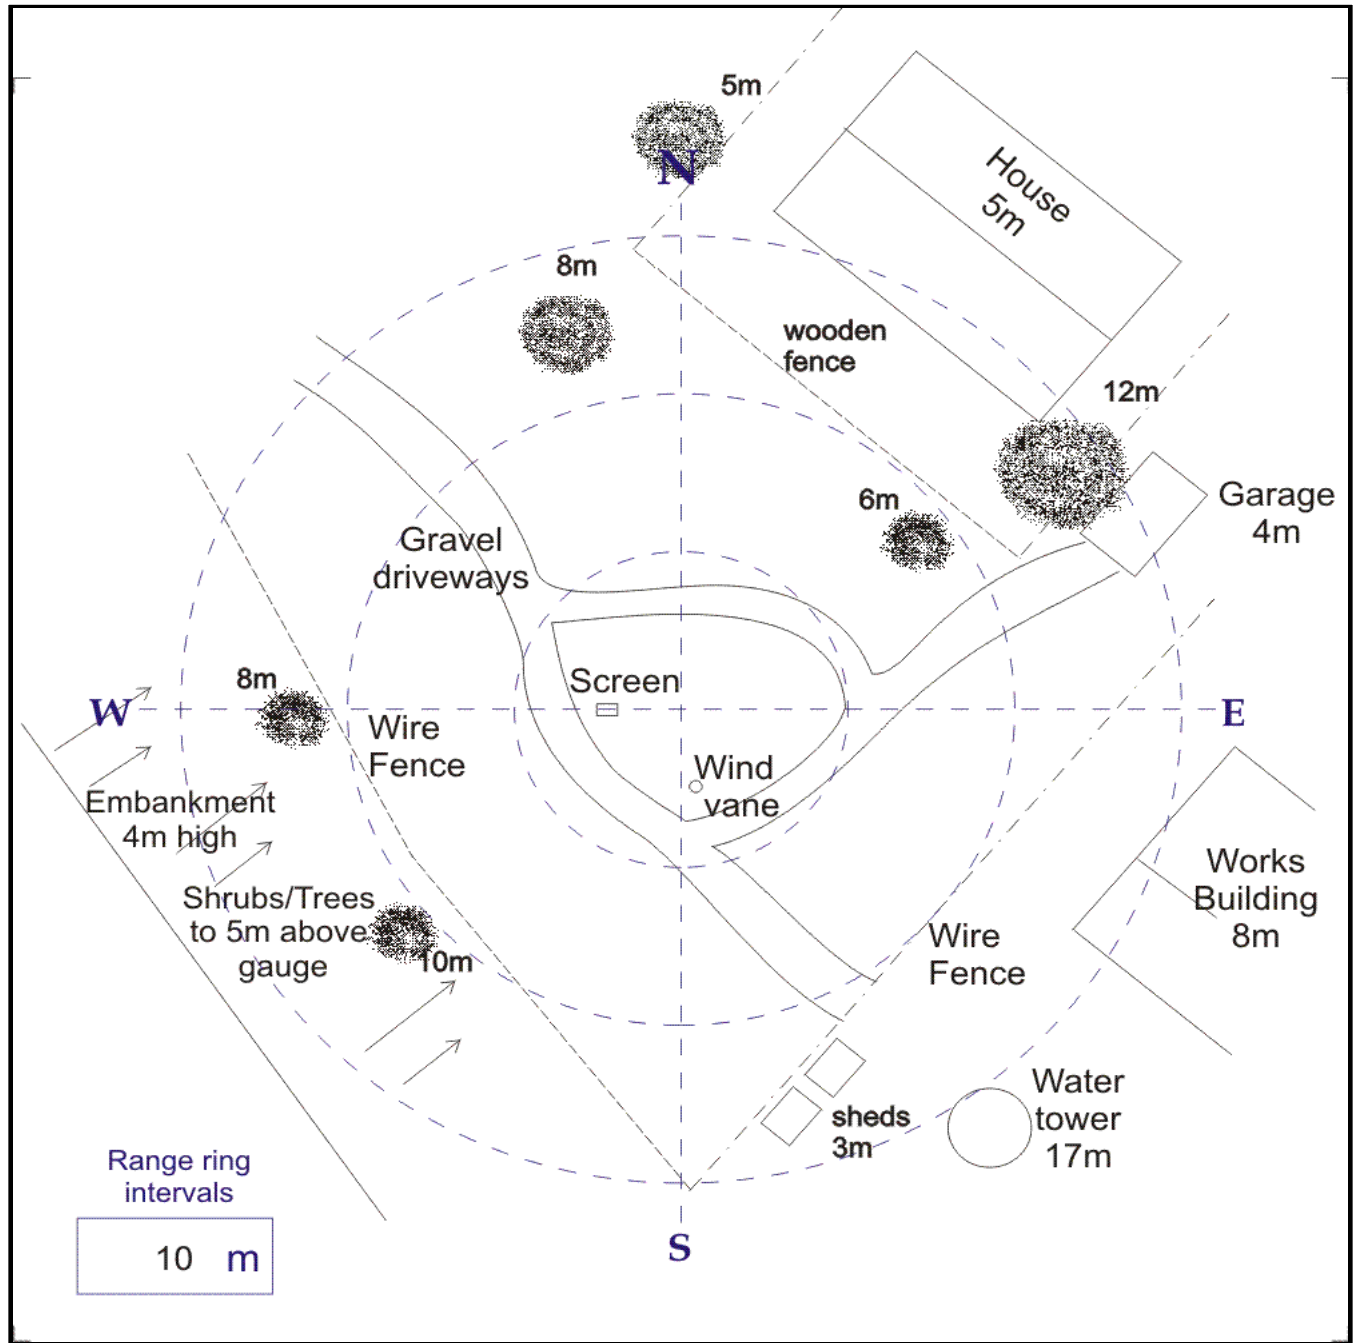 5m
N
House
5m
8m
wooden
fence
12m
6m
Garage
4m
Gravel
driveways
8m
Screen
W
E
Wire
Fence
Wind
vane
Embankment
4m high
Works
Building
8m
Shrubs/Trees
to 5m above
gauge
10m
Wire
Fence
Water
tower
17m
sheds
3m
Range ring
intervals
10 m
S